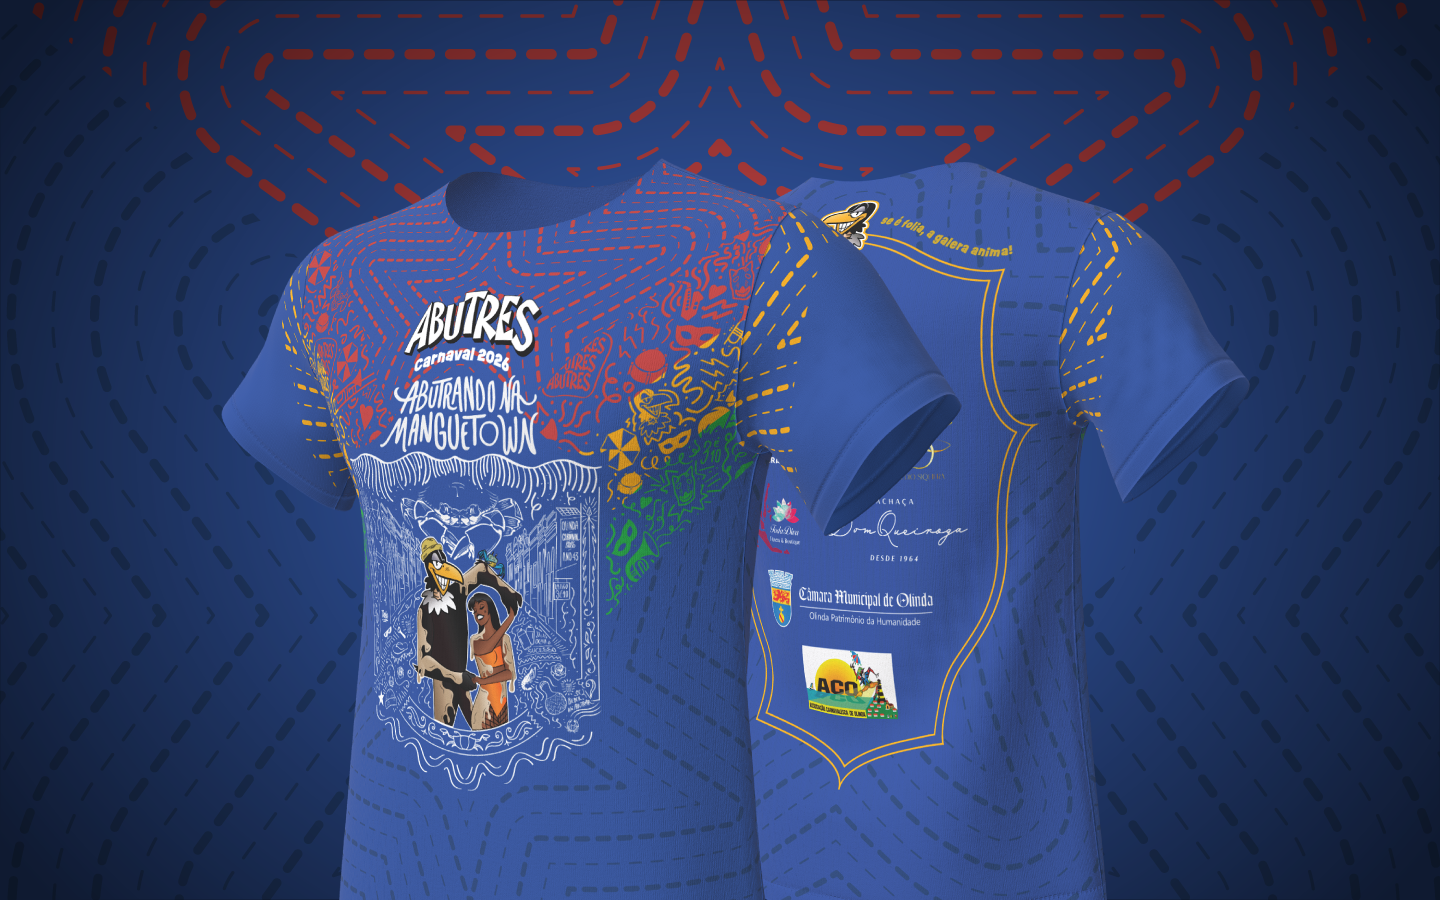 ABUTRES
Carnaval 2026
ABUTRANDO NA
MANGUETOWN
se é folia, a galera anima!
CACHAÇA
Dom Queiroga
DESDE 1964
Câmara Municipal de Olinda
Olinda Patrimônio da Humanidade
ACO